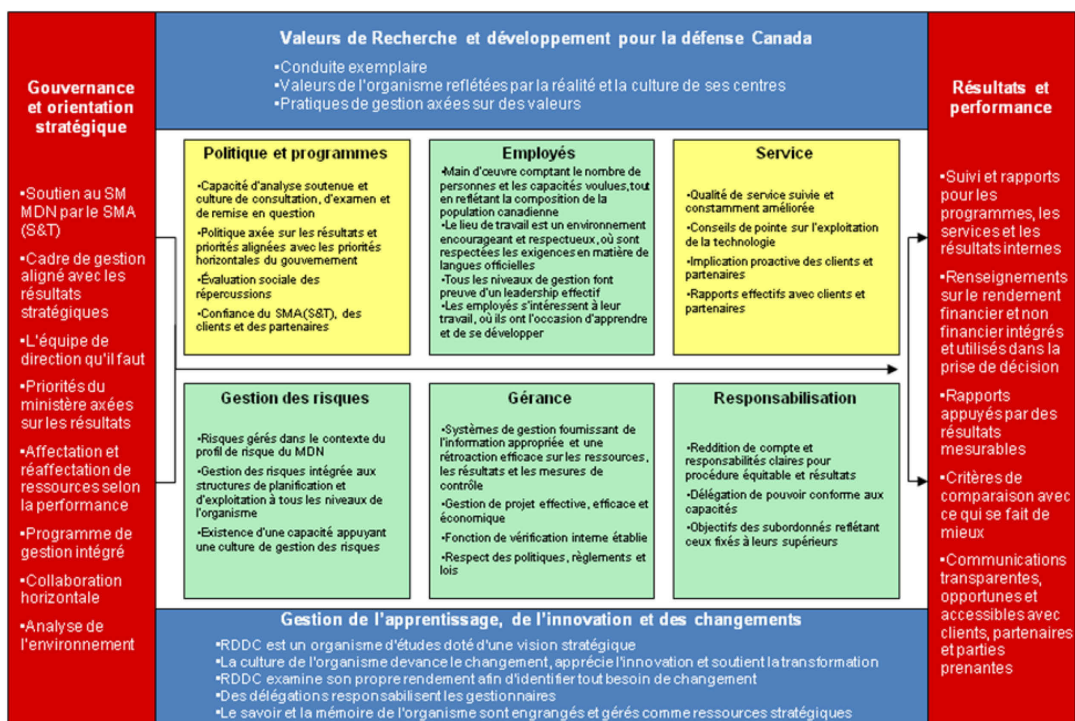 Valeurs de Recherche et développement pour la défense Canada
▪Conduite exemplaire
▪Valeurs de l'organisme reflétées par la réalité et la culture de ses centres
▪Pratiques de gestion axées sur des valeurs
Gouvernance
et orientation
stratégique
▪Soutien au SM
MDN par le SMA
(S&T)
▪Cadre de gestion
aligné avec les
résultats
stratégiques
▪L'équipe de
direction qu'il faut
▪Priorités du
ministère axées
sur les résultats
▪Affectation et
réaffectation de
ressources selon
la performance
▪Programme de
gestion intégré
▪Collaboration
horizontale
▪Analyse de
l'environnement
Politique et programmes
•Capacité d'analyse soutenue et
culture de consultation, d'examen et
de remise en question
•Politique axée sur les résultats et
priorités alignées avec les priorités
horizontales du gouvernement
•Évaluation sociale des
répercussions
•Confiance du SMA(S&T), des
clients et des partenaires
Employés
•Main d'œuvre comptant le nombre de
personnes et les capacités voulues, tout
en reflétant la composition de la
population canadienne
•Le lieu de travail est un environnement
encourageant et respectueux, où sont
respectées les exigences en matière de
langues officielles
•Tous les niveaux de gestion font
preuve d'un leadership effectif
•Les employés s'intéressent à leur
travail, où ils ont l'occasion d'apprendre
et de se développer
Service
•Qualité de service suivie et
constamment améliorée
•Conseils de pointe sur l'exploitation
de la technologie
•Implication proactive des clients et
partenaires
•Rapports effectifs avec clients et
partenaires
Gestion des risques
•Risques gérés dans le contexte du
profil de risque du MDN
•Gestion des risques intégrée aux
structures de planification et
d'exploitation à tous les niveaux de
l'organisme
•Existence d'une capacité appuyant
une culture de gestion des risques
Gérance
•Systèmes de gestion fournissant de
l'information appropriée et une
rétroaction efficace sur les ressources,
les résultats et les mesures de
contrôle
•Gestion de projet effective, efficace et
économique
•Fonction de vérification interne établie
•Respect des politiques, règlements et
lois
Responsabilisation
•Reddition de compte et
responsabilités claires pour
procédure équitable et résultats
•Délégation de pouvoir conforme aux
capacités
•Objectifs des subordonnés reflétant
ceux fixés à leurs supérieurs
Résultats et
performance
▪Suivi et rapports
pour les
programmes, les
services et les
résultats internes
▪Renseignements
sur le rendement
financier et non
financier intégrés
et utilisés dans la
prise de décision
▪Rapports
appuyés par des
résultats
mesurables
▪Critères de
comparaison avec
ce qui se fait de
mieux
▪Communications
transparentes,
opportunes et
accessibles avec
clients, partenaires
et parties
prenantes
Gestion de l'apprentissage, de l'innovation et des changements
▪RDDC est un organisme d'études doté d'une vision stratégique
▪La culture de l'organisme devance le changement, apprécie l'innovation et soutient la transformation
▪RDDC examine son propre rendement afin d'identifier tout besoin de changement
▪Des délégations responsabilisent les gestionnaires
▪Le savoir et la mémoire de l'organisme sont engrangés et gérés comme ressources stratégiques